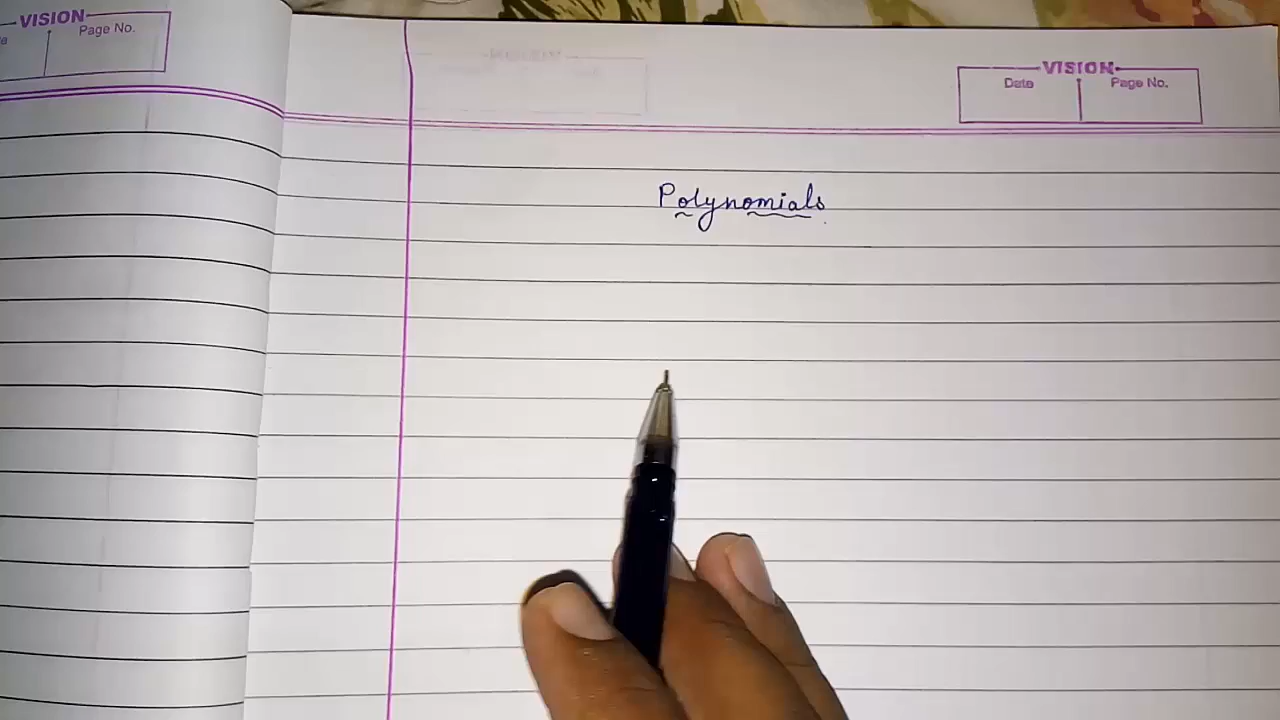 VISION
Page No.
VISION
Date Page No.
Polynomials